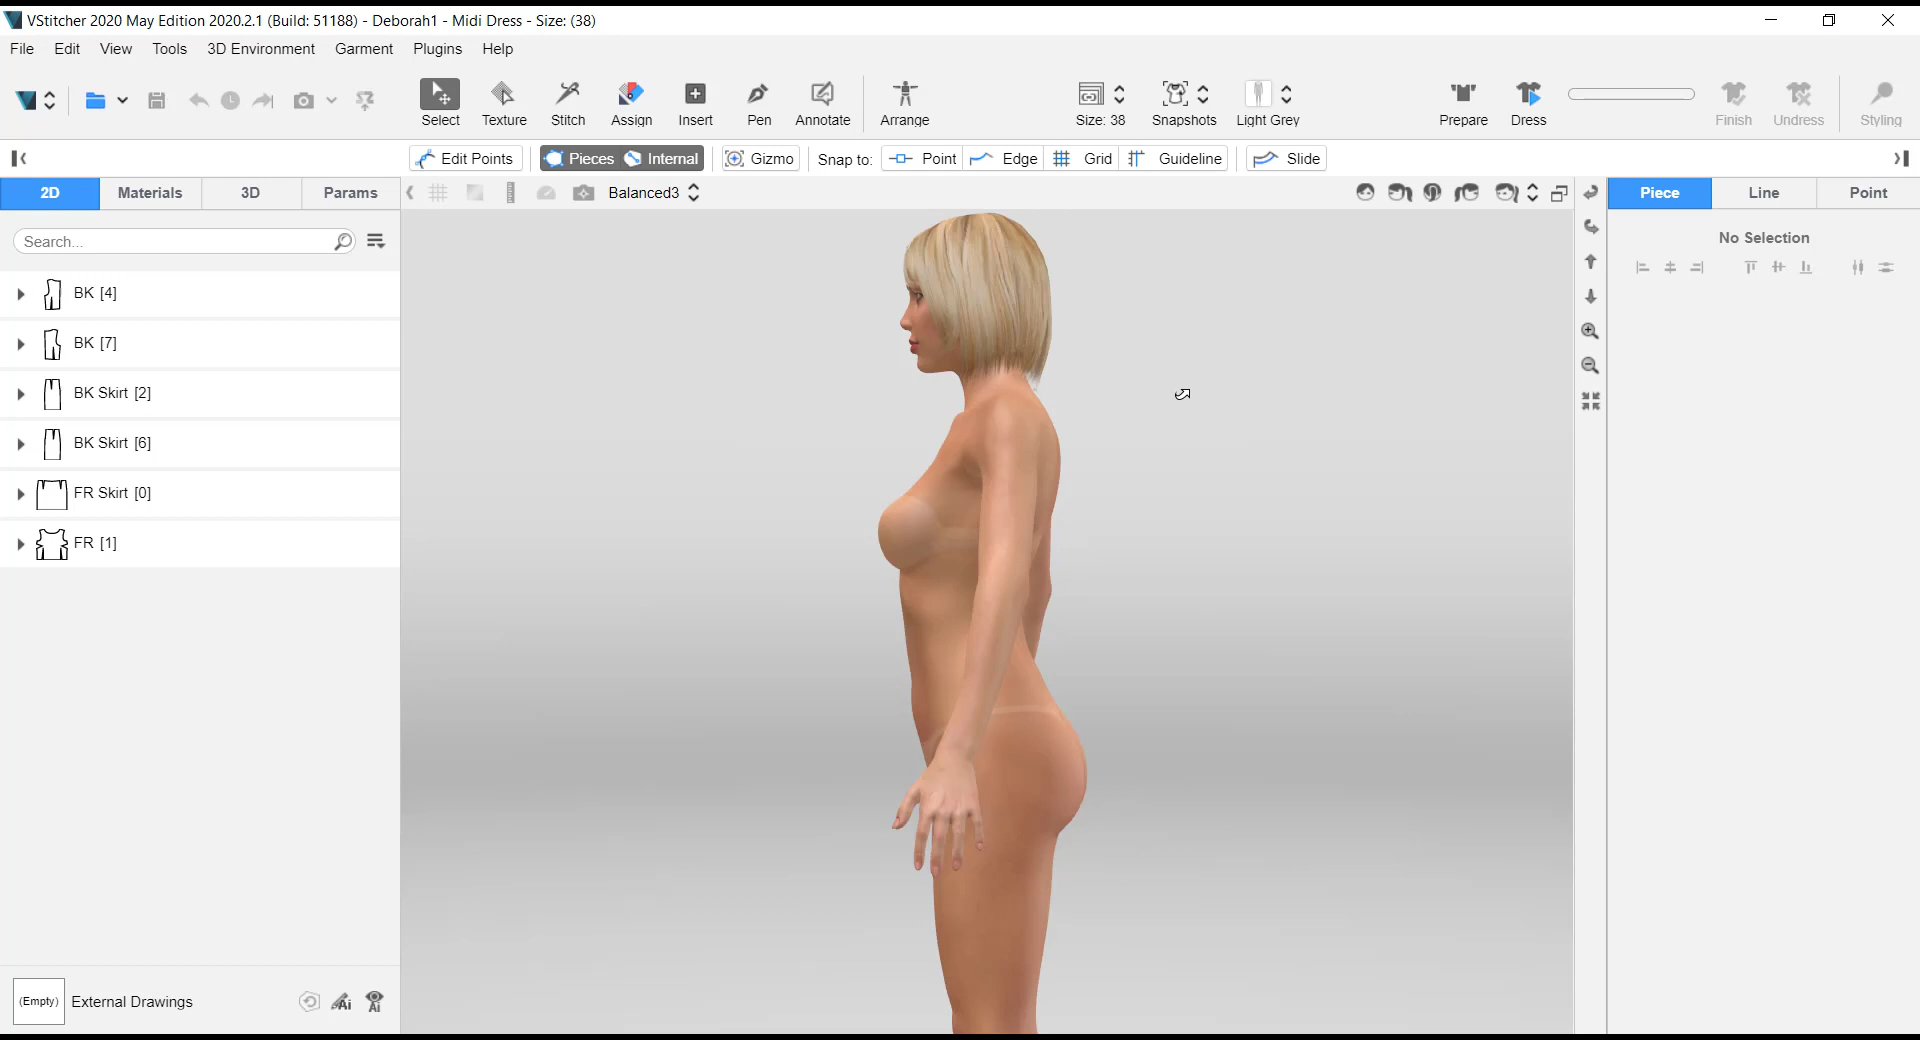 VStitcher 2020 May Edition 2020.2.1 (Build: 51188) - Deborah1 - Midi Dress - Size: (38)
File Edit View Tools 3D Environment Garment Plugins Help
Select Texture Stitch Assign Insert Pen Annotate Arrange Size: 38 Snapshots Light Grey Prepare Dress Finish Undress Styling
Edit Points Pieces Internal Gizmo Snap to: Point Edge Grid Guideline Slide
2D Materials 3D Params Balanced3 Piece Line Point
Search...
No Selection
BK [4]
BK [7]
BK Skirt [2]
BK Skirt [6]
FR Skirt [0]
FR [1]
(Empty) External Drawings Ai Ai